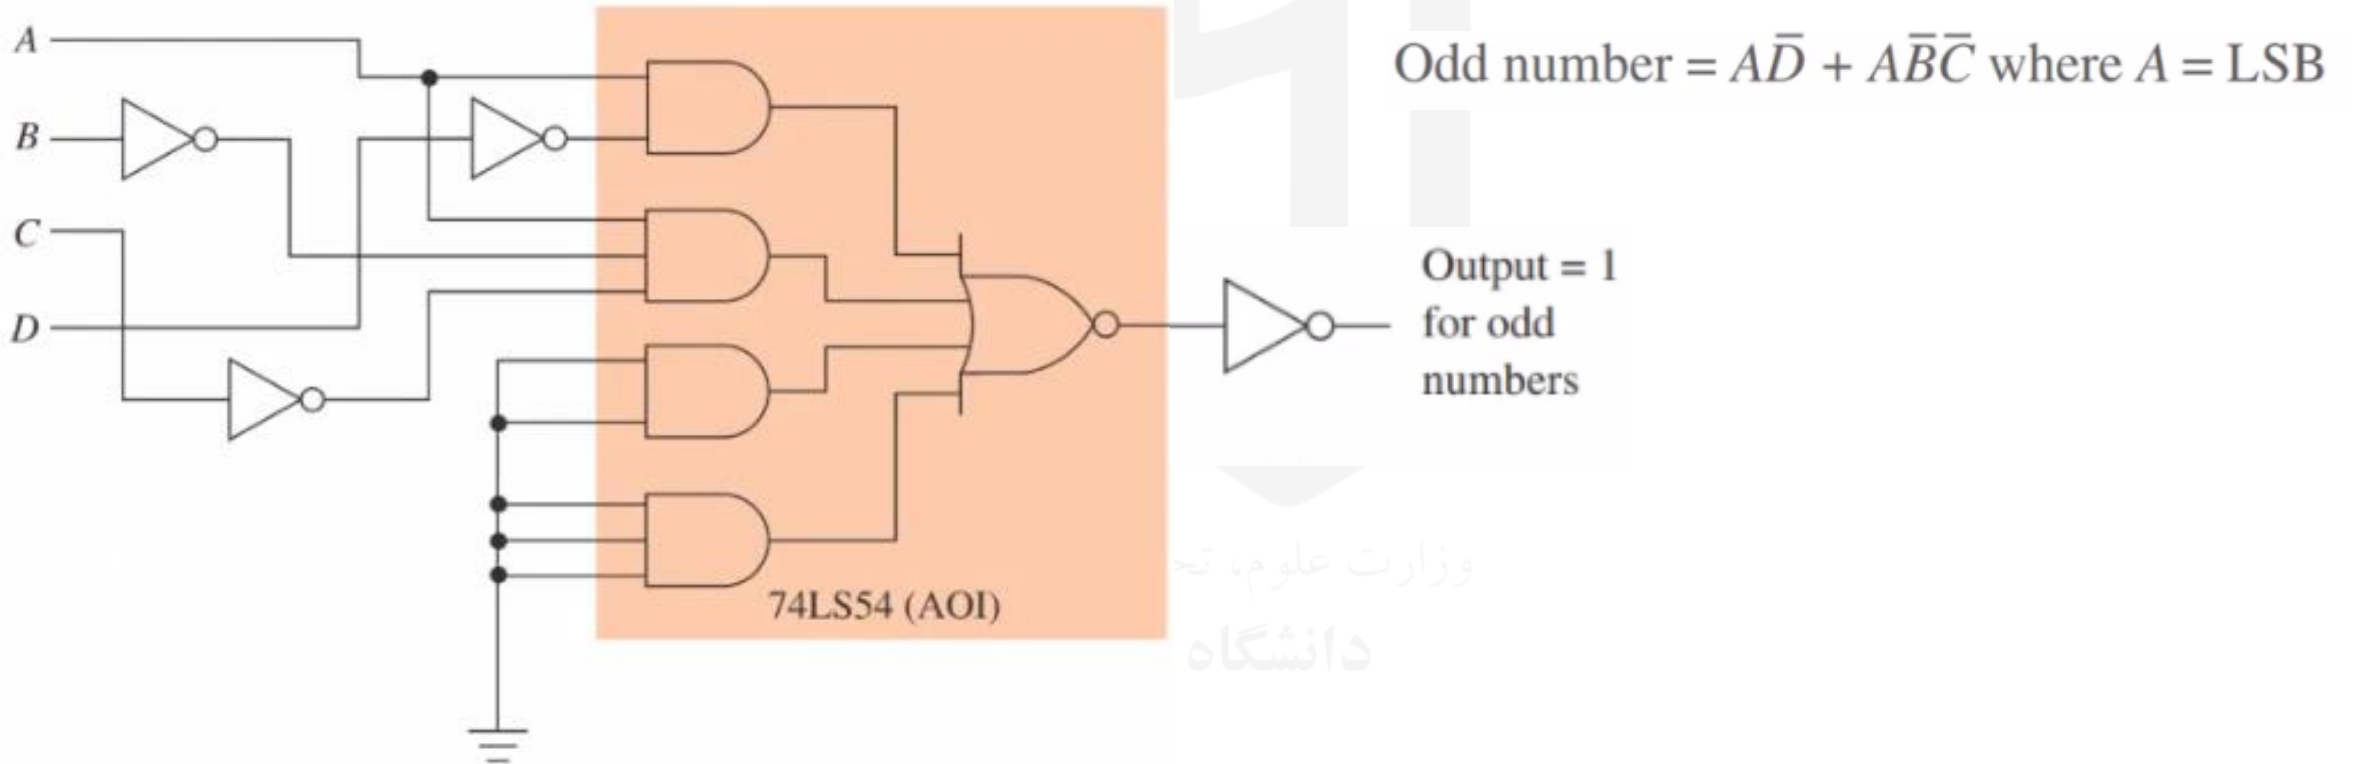 A
B
C
D
Odd number = AD̅ + AB̅C̅ where A = LSB
Output = 1
for odd
numbers
74LS54 (AOI)
وزارت علوم، تح
دانشگاه